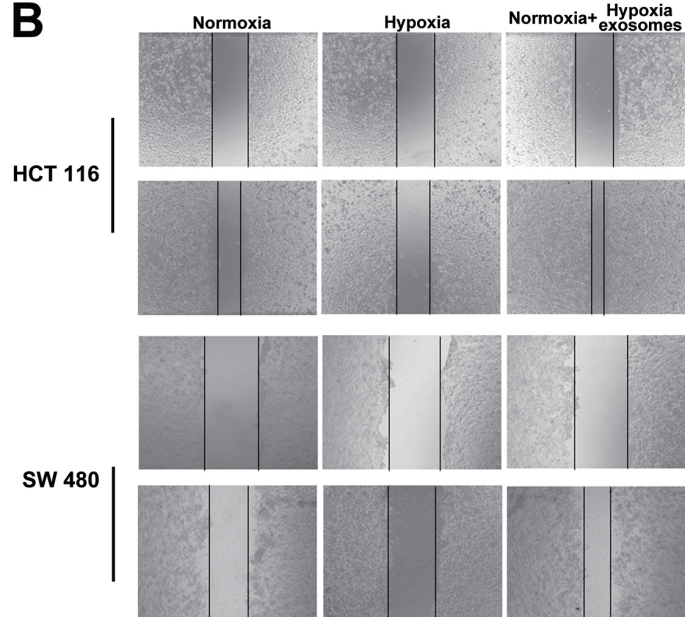 B
Normoxia
Hypoxia
Normoxia+ Hypoxia
exosomes
HCT 116
SW 480